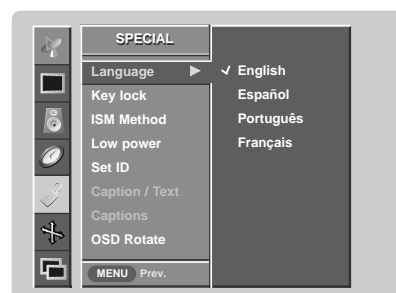 SPECIAL
Language ▶
Key lock
ISM Method
Low power
Set ID
Caption / Text
Captions
OSD Rotate
MENU Prev.
✓ English
Español
Português
Français